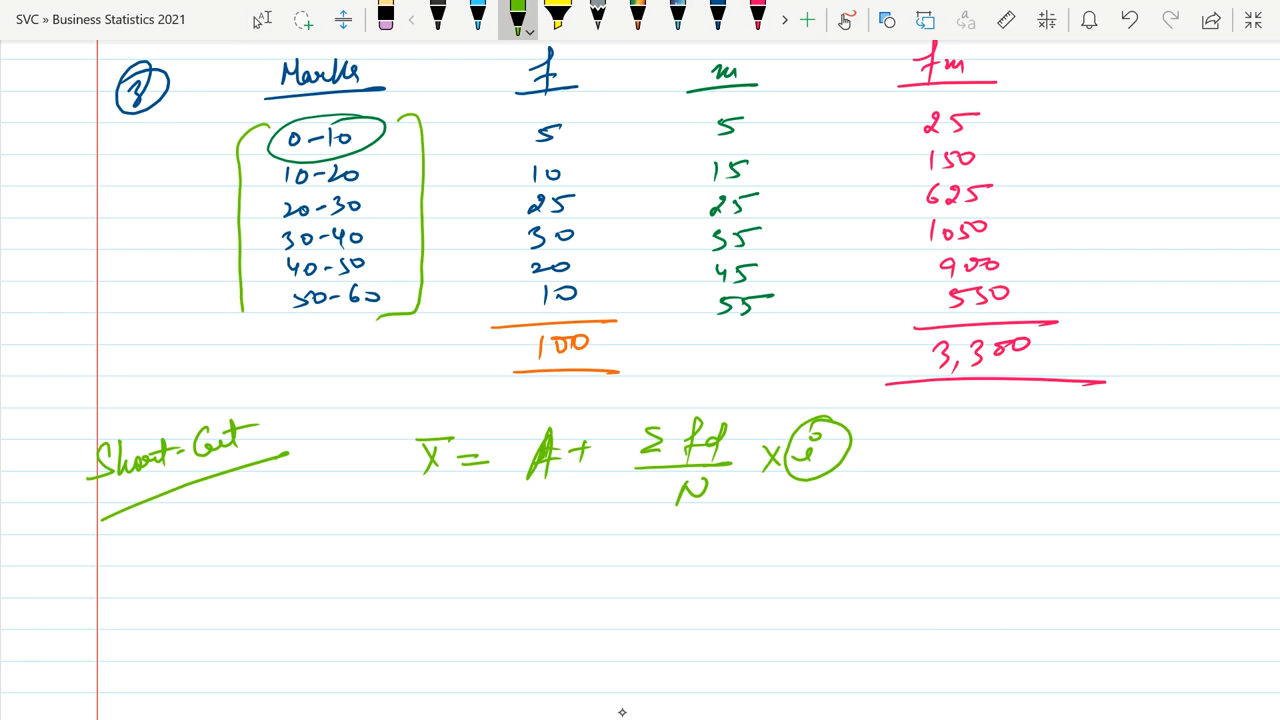 SVC » Business Statistics 2021
3 Marks f m fm
0-10 5 5 25
10-20 10 15 150
20-30 25 25 625
30-40 30 35 1050
40-50 20 45 900
50-60 10 55 550
100 3,300
Short-Cut X̅ = A + Σfd/N × i